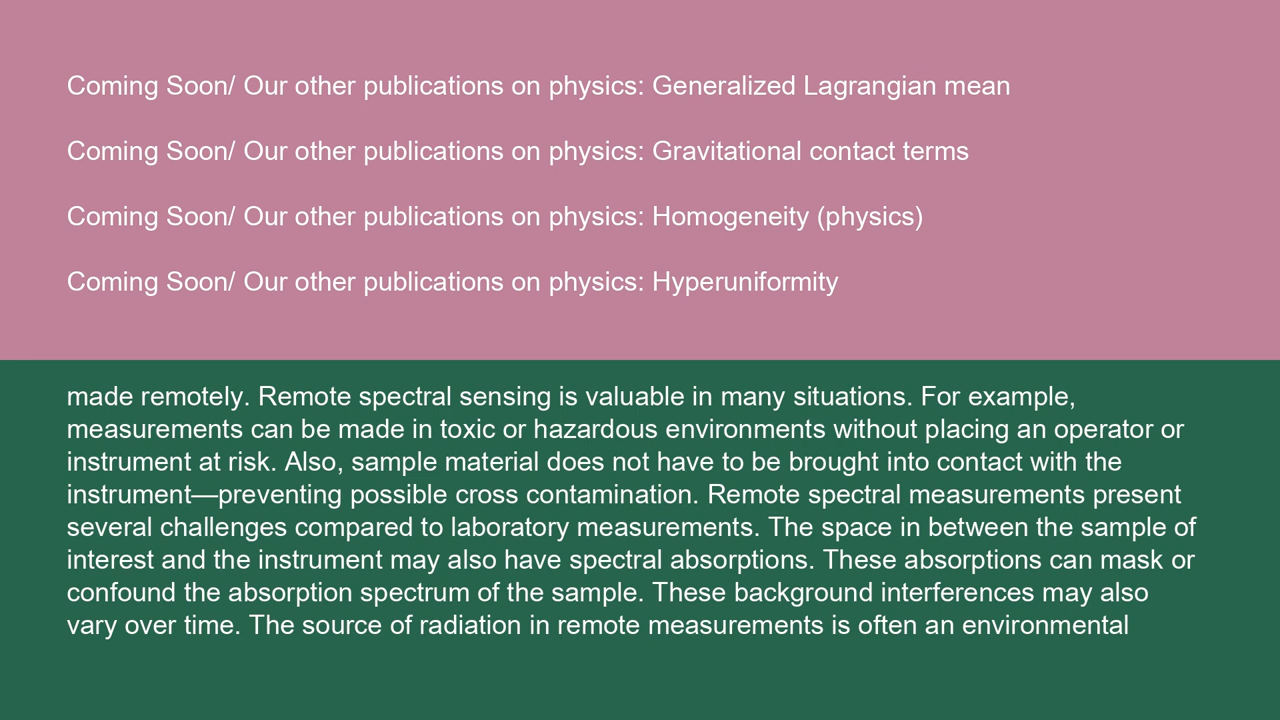 Coming Soon/ Our other publications on physics: Generalized Lagrangian mean
Coming Soon/ Our other publications on physics: Gravitational contact terms
Coming Soon/ Our other publications on physics: Homogeneity (physics)
Coming Soon/ Our other publications on physics: Hyperuniformity
made remotely. Remote spectral sensing is valuable in many situations. For example,
measurements can be made in toxic or hazardous environments without placing an operator or
instrument at risk. Also, sample material does not have to be brought into contact with the
instrument—preventing possible cross contamination. Remote spectral measurements present
several challenges compared to laboratory measurements. The space in between the sample of
interest and the instrument may also have spectral absorptions. These absorptions can mask or
confound the absorption spectrum of the sample. These background interferences may also
vary over time. The source of radiation in remote measurements is often an environmental